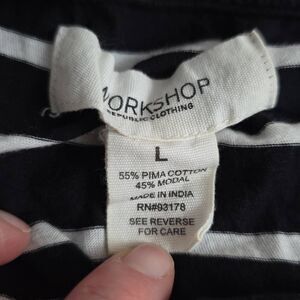 WORKSHOP
REPUBLIC CLOTHING
L
55% PIMA COTTON
45% MODAL
MADE IN INDIA
RN#93178
SEE REVERSE
FOR CARE